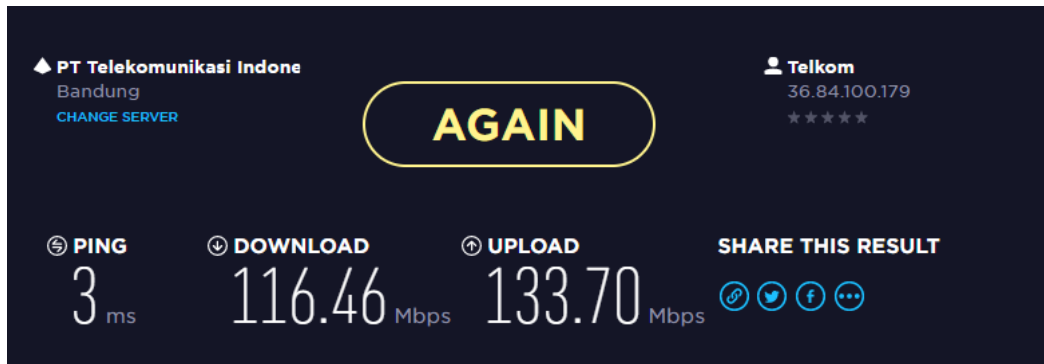 PT Telekomunikasi Indone
Bandung
CHANGE SERVER
AGAIN
Telkom
36.84.100.179
PING
3 ms
DOWNLOAD
116.46 Mbps
UPLOAD
133.70 Mbps
SHARE THIS RESULT